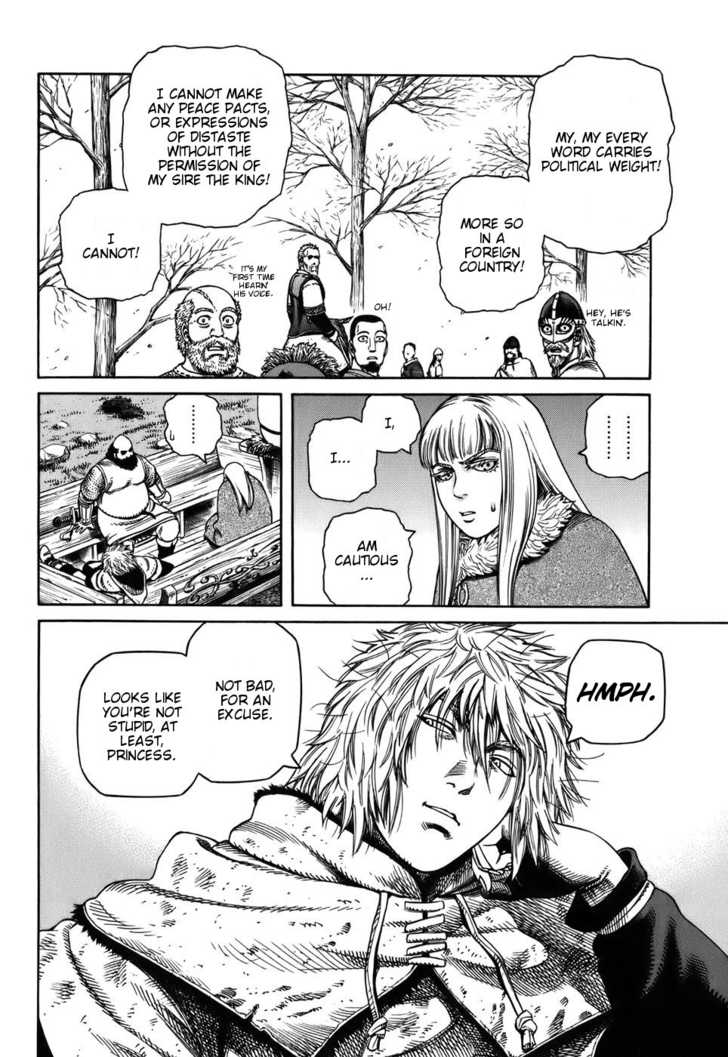 MY, MY EVERY
WORD CARRIES
POLITICAL WEIGHT!
MORE SO
IN A
FOREIGN
COUNTRY!
HEY, HE'S
TALKIN'.
I CANNOT MAKE
ANY PEACE PACTS,
OR EXPRESSIONS
OF DISTASTE
WITHOUT THE
PERMISSION OF
MY SIRE THE KING!
I
CANNOT!
OH!
IT'S MY
FIRST TIME
HEARN'
HIS VOICE.
.......
I,
I...
AM
CAUTIOUS
...
.......
HMPH.
NOT BAD,
FOR AN
EXCUSE.
LOOKS LIKE
YOU'RE NOT
STUPID, AT
LEAST,
PRINCESS.